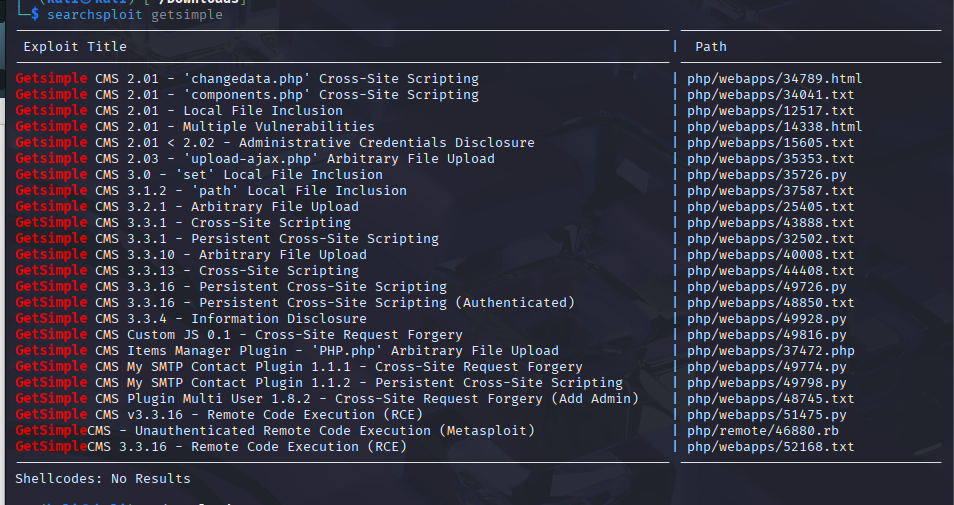 $ searchsploit getsimple
Exploit Title | Path
Getsimple CMS 2.01 - 'changedata.php' Cross-Site Scripting | php/webapps/34789.html
Getsimple CMS 2.01 - 'components.php' Cross-Site Scripting | php/webapps/34041.txt
Getsimple CMS 2.01 - Local File Inclusion | php/webapps/12517.txt
Getsimple CMS 2.01 - Multiple Vulnerabilities | php/webapps/14338.html
Getsimple CMS 2.01 < 2.02 - Administrative Credentials Disclosure | php/webapps/15605.txt
Getsimple CMS 2.03 - 'upload-ajax.php' Arbitrary File Upload | php/webapps/35353.txt
Getsimple CMS 3.0 - 'set' Local File Inclusion | php/webapps/35726.py
Getsimple CMS 3.1.2 - 'path' Local File Inclusion | php/webapps/37587.txt
Getsimple CMS 3.2.1 - Arbitrary File Upload | php/webapps/25405.txt
GetSimple CMS 3.3.1 - Cross-Site Scripting | php/webapps/43888.txt
Getsimple CMS 3.3.1 - Persistent Cross-Site Scripting | php/webapps/32502.txt
GetSimple CMS 3.3.10 - Arbitrary File Upload | php/webapps/40008.txt
GetSimple CMS 3.3.13 - Cross-Site Scripting | php/webapps/44408.txt
GetSimple CMS 3.3.16 - Persistent Cross-Site Scripting | php/webapps/49726.py
GetSimple CMS 3.3.16 - Persistent Cross-Site Scripting (Authenticated) | php/webapps/48850.txt
GetSimple CMS 3.3.4 - Information Disclosure | php/webapps/49928.py
GetSimple CMS Custom JS 0.1 - Cross-Site Request Forgery | php/webapps/49816.py
GetSimple CMS Items Manager Plugin - 'PHP.php' Arbitrary File Upload | php/webapps/37472.php
GetSimple CMS My SMTP Contact Plugin 1.1.1 - Cross-Site Request Forgery | php/webapps/49774.py
GetSimple CMS My SMTP Contact Plugin 1.1.2 - Persistent Cross-Site Scripting | php/webapps/49798.py
GetSimple CMS Plugin Multi User 1.8.2 - Cross-Site Request Forgery (Add Admin) | php/webapps/48745.txt
GetSimple CMS v3.3.16 - Remote Code Execution (RCE) | php/webapps/51475.py
GetSimpleCMS - Unauthenticated Remote Code Execution (Metasploit) | php/remote/46880.rb
GetSimpleCMS 3.3.16 - Remote Code Execution (RCE) | php/webapps/52168.txt
Shellcodes: No Results